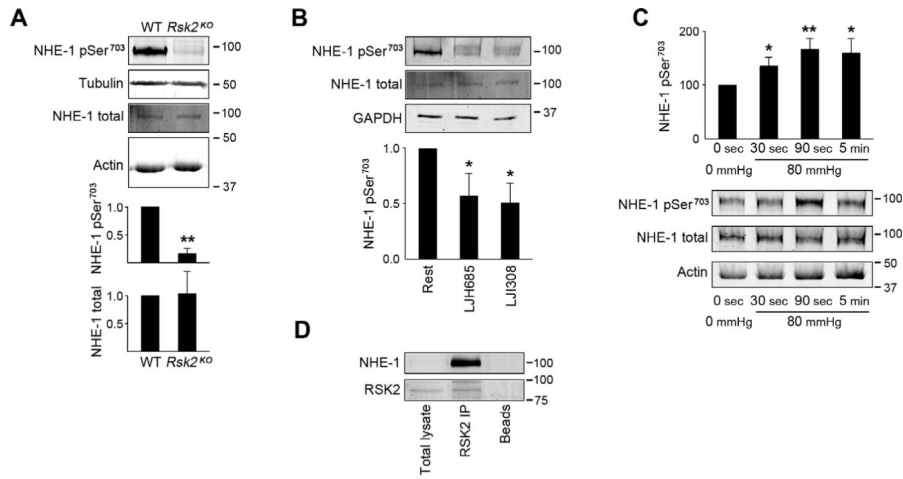 A
WT Rsk2 KO
NHE-1 pSer703
100
Tubulin
50
NHE-1 total
100
50
Actin
37
NHE-1 pSer703
1.0
0.5
**
NHE-1 total
1.0
0.5
WT Rsk2 KO
B
NHE-1 pSer703
100
NHE-1 total
100
GAPDH
37
NHE-1 pSer703
1.0
0.5
0.0
* *
Rest LJH685 LJI308
C
NHE-1 pSer703
200
150
100
0
* ** *
0 sec 30 sec 90 sec 5 min
0 mmHg 80 mmHg
NHE-1 pSer703
100
NHE-1 total
100
Actin
50
37
0 sec 30 sec 90 sec 5 min
0 mmHg 80 mmHg
D
NHE-1
100
RSK2
100
75
Total lysate RSK2 IP Beads